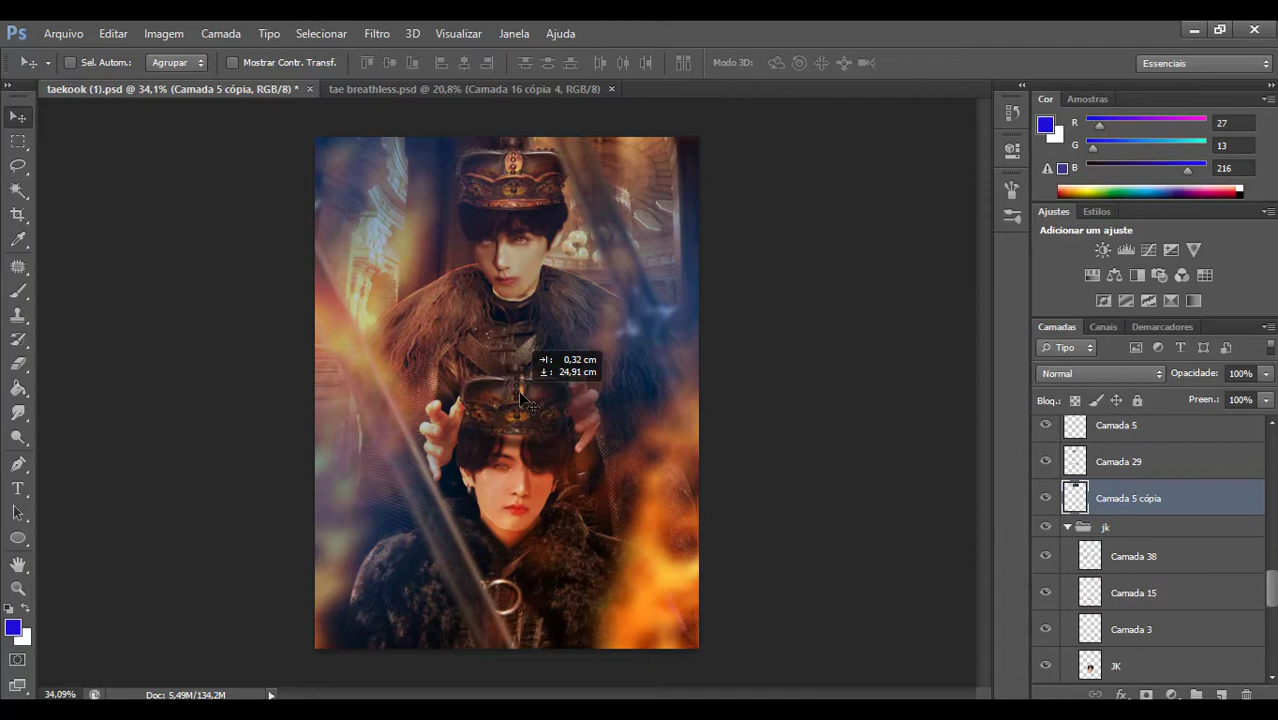 Ps Arquivo Editar Imagem Camada Tipo Selecionar Filtro 3D Visualizar Janela Ajuda
Sel. Autom.: Agrupar Mostrar Contr. Transf. Modo 3D: Essenciais
taekook (1).psd @ 34,1% (Camada 5 cópia, RGB/8) * × tae breathless.psd @ 20,8% (Camada 16 cópia 4, RGB/8) ×
Cor Amostras
R 27
G 13
B 216
Ajustes Estilos
Adicionar um ajuste
Camadas Canais Demarcadores
Tipo
Normal Opacidade: 100%
Bloq.: Preen.: 100%
Camada 5
Camada 29
Camada 5 cópia
jk
Camada 38
Camada 15
Camada 3
JK
0,32 cm
24,91 cm
T
34,09% Doc: 5,49M/134,2M
fx